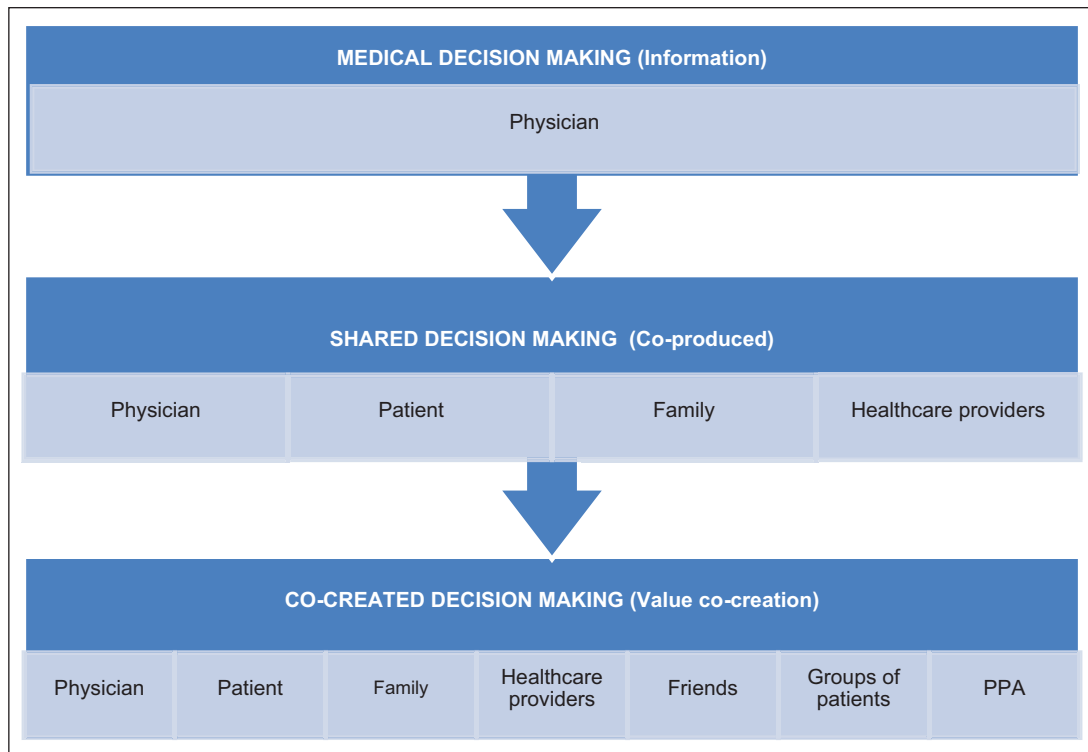 MEDICAL DECISION MAKING (Information)
Physician
SHARED DECISION MAKING (Co-produced)
Physician
Patient
Family
Healthcare providers
CO-CREATED DECISION MAKING (Value co-creation)
Physician
Patient
Family
Healthcare
providers
Friends
Groups of
patients
PPA